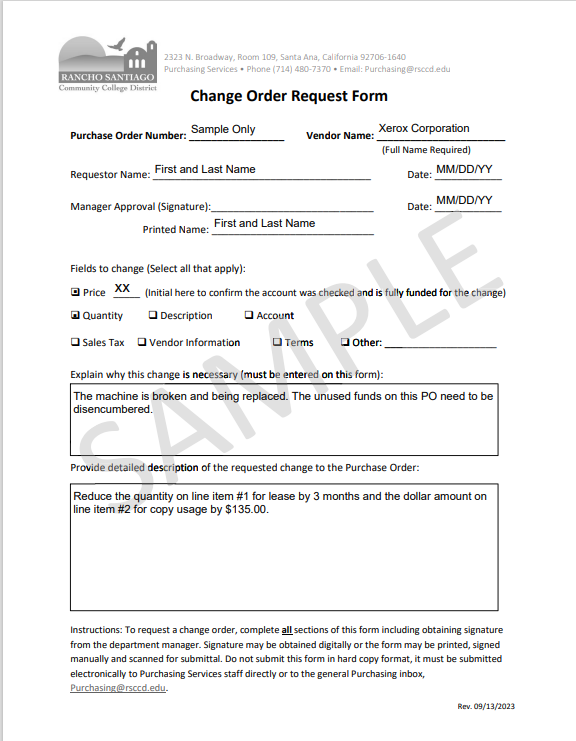 RANCHO SANTIAGO
Community College District
2323 N. Broadway, Room 109, Santa Ana, California 92706-1640
Purchasing Services • Phone (714) 480-7370 • Email: Purchasing@rsccd.edu
Change Order Request Form
Purchase Order Number: Sample Only Vendor Name: Xerox Corporation
(Full Name Required)
Requestor Name: First and Last Name Date: MM/DD/YY
Manager Approval (Signature): Date: MM/DD/YY
Printed Name: First and Last Name
Fields to change (Select all that apply):
Price XX (Initial here to confirm the account was checked and is fully funded for the change)
Quantity Description Account
Sales Tax Vendor Information Terms Other:
Explain why this change is necessary (must be entered on this form):
The machine is broken and being replaced. The unused funds on this PO need to be
disencumbered.
Provide detailed description of the requested change to the Purchase Order:
Reduce the quantity on line item #1 for lease by 3 months and the dollar amount on
line item #2 for copy usage by $135.00.
SAMPLE
Instructions: To request a change order, complete all sections of this form including obtaining signature
from the department manager. Signature may be obtained digitally or the form may be printed, signed
manually and scanned for submittal. Do not submit this form in hard copy format, it must be submitted
electronically to Purchasing Services staff directly or to the general Purchasing inbox,
Purchasing@rsccd.edu.
Rev. 09/13/2023